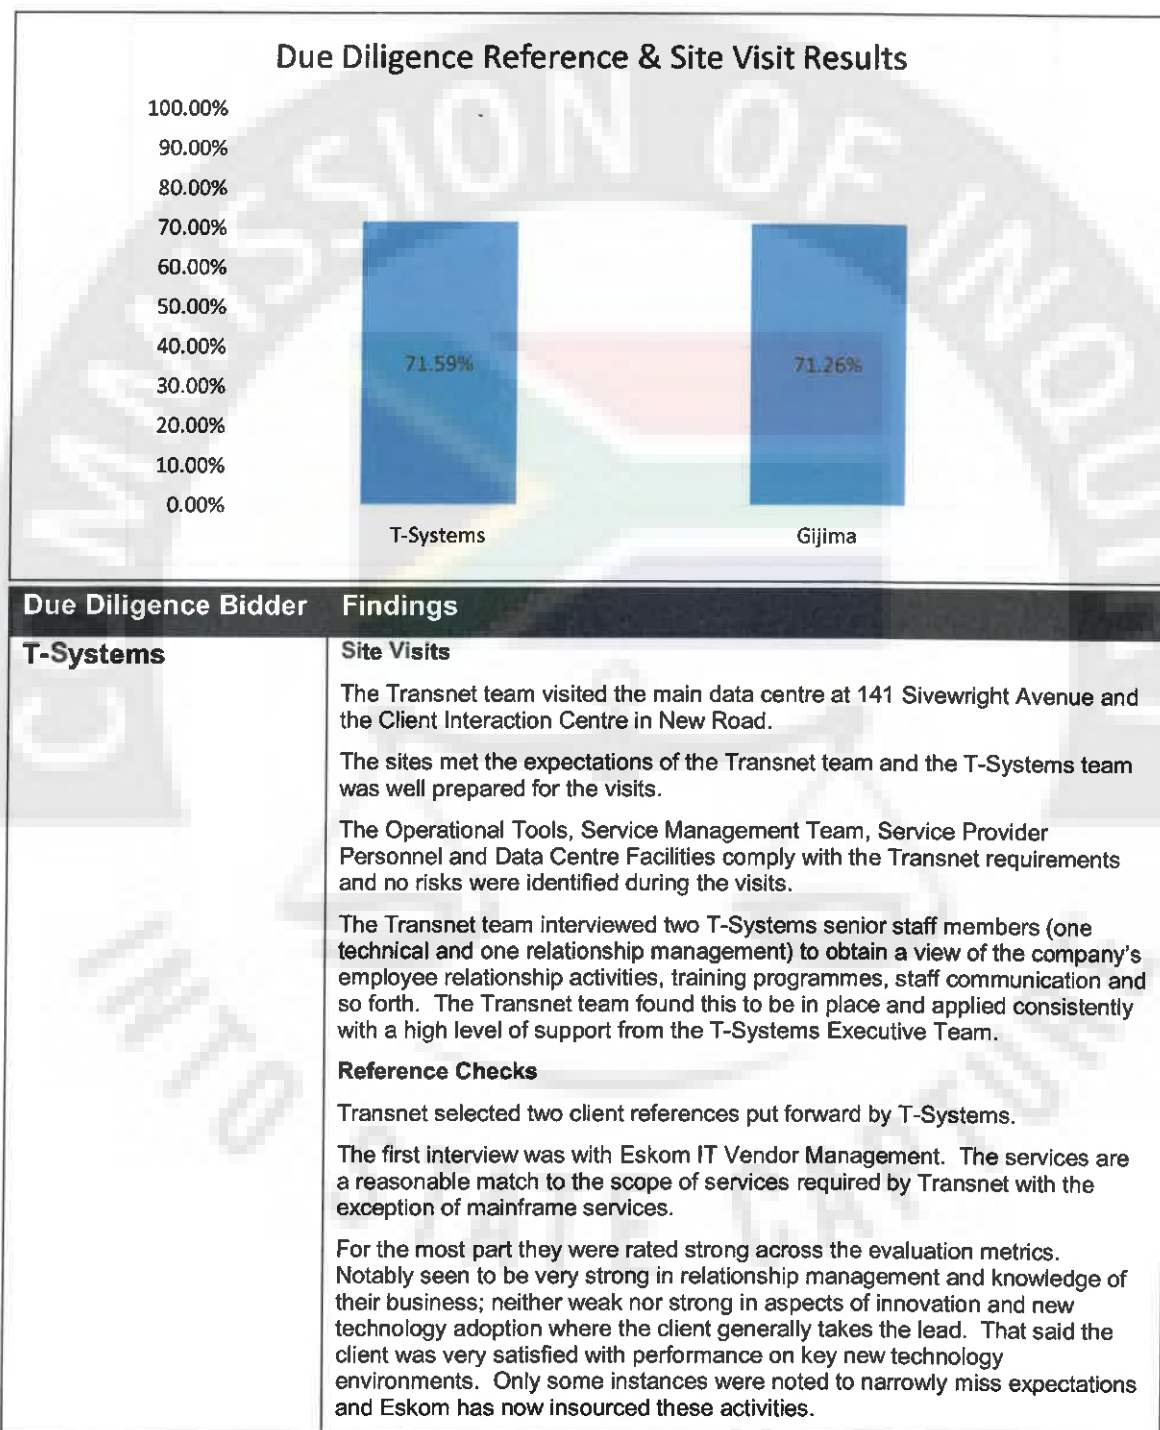 Due Diligence Reference & Site Visit Results
100.00%
90.00%
80.00%
70.00%
60.00%
50.00%
40.00%
30.00%
20.00%
10.00%
0.00%
71.59%
71.26%
T-Systems
Gijima
Due Diligence Bidder Findings
T-Systems
Site Visits
The Transnet team visited the main data centre at 141 Sivewright Avenue and
the Client Interaction Centre in New Road.
The sites met the expectations of the Transnet team and the T-Systems team
was well prepared for the visits.
The Operational Tools, Service Management Team, Service Provider
Personnel and Data Centre Facilities comply with the Transnet requirements
and no risks were identified during the visits.
The Transnet team interviewed two T-Systems senior staff members (one
technical and one relationship management) to obtain a view of the company's
employee relationship activities, training programmes, staff communication and
so forth. The Transnet team found this to be in place and applied consistently
with a high level of support from the T-Systems Executive Team.
Reference Checks
Transnet selected two client references put forward by T-Systems.
The first interview was with Eskom IT Vendor Management. The services are
a reasonable match to the scope of services required by Transnet with the
exception of mainframe services.
For the most part they were rated strong across the evaluation metrics.
Notably seen to be very strong in relationship management and knowledge of
their business; neither weak nor strong in aspects of innovation and new
technology adoption where the client generally takes the lead. That said the
client was very satisfied with performance on key new technology
environments. Only some instances were noted to narrowly miss expectations
and Eskom has now insourced these activities.
COMMISSION OF INQUIRY
INTO STATE CAPTURE